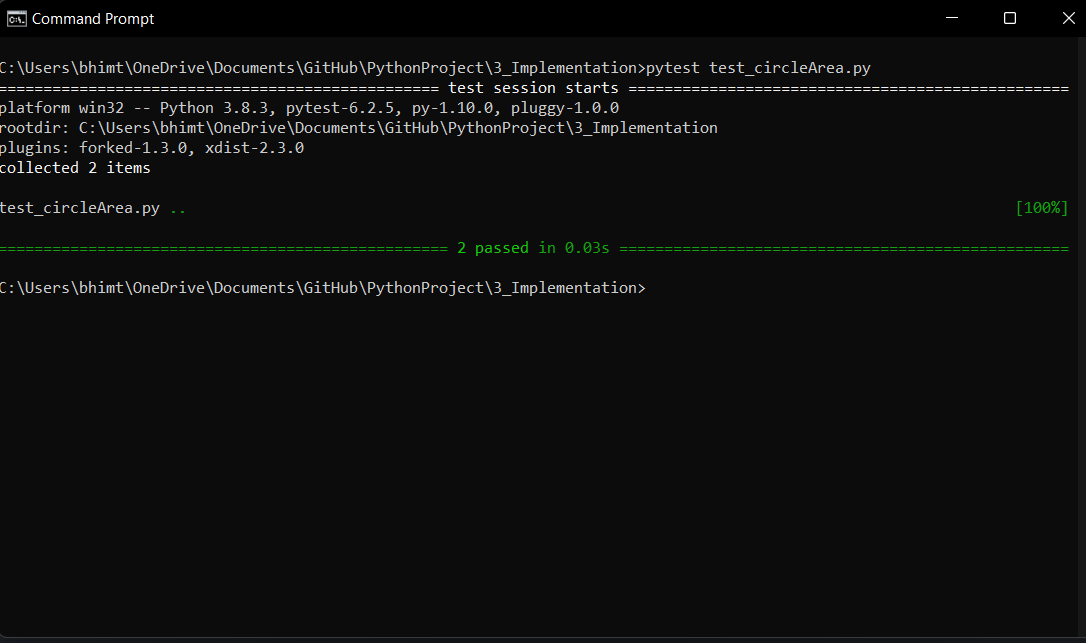 Command Prompt
C:\Users\bhimt\OneDrive\Documents\GitHub\PythonProject\3_Implementation>pytest test_circleArea.py
================================================= test session starts =================================================
platform win32 -- Python 3.8.3, pytest-6.2.5, py-1.10.0, pluggy-1.0.0
rootdir: C:\Users\bhimt\OneDrive\Documents\GitHub\PythonProject\3_Implementation
plugins: forked-1.3.0, xdist-2.3.0
collected 2 items
test_circleArea.py .. [100%]
================================================== 2 passed in 0.03s ==================================================
C:\Users\bhimt\OneDrive\Documents\GitHub\PythonProject\3_Implementation>